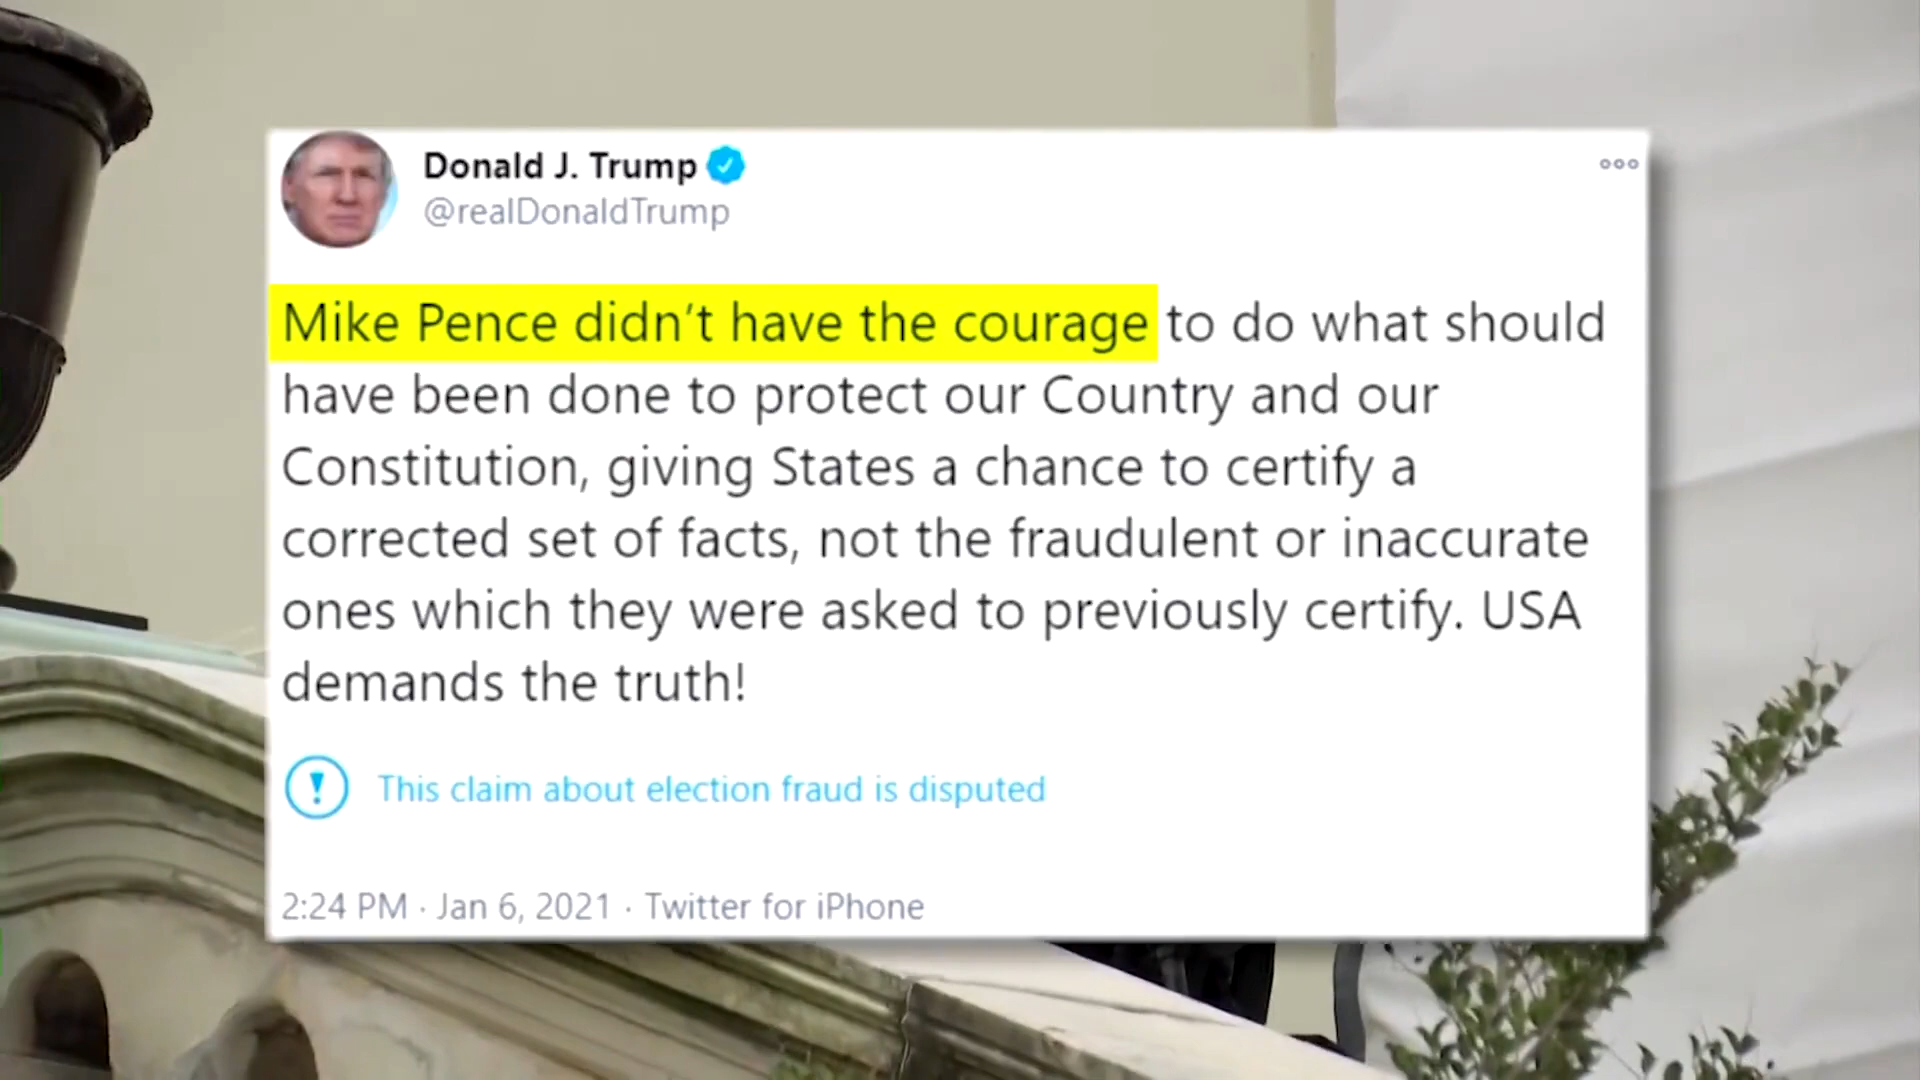 Donald J. Trump
@realDonaldTrump
Mike Pence didn't have the courage to do what should
have been done to protect our Country and our
Constitution, giving States a chance to certify a
corrected set of facts, not the fraudulent or inaccurate
ones which they were asked to previously certify. USA
demands the truth!
This claim about election fraud is disputed
2:24 PM · Jan 6, 2021 · Twitter for iPhone